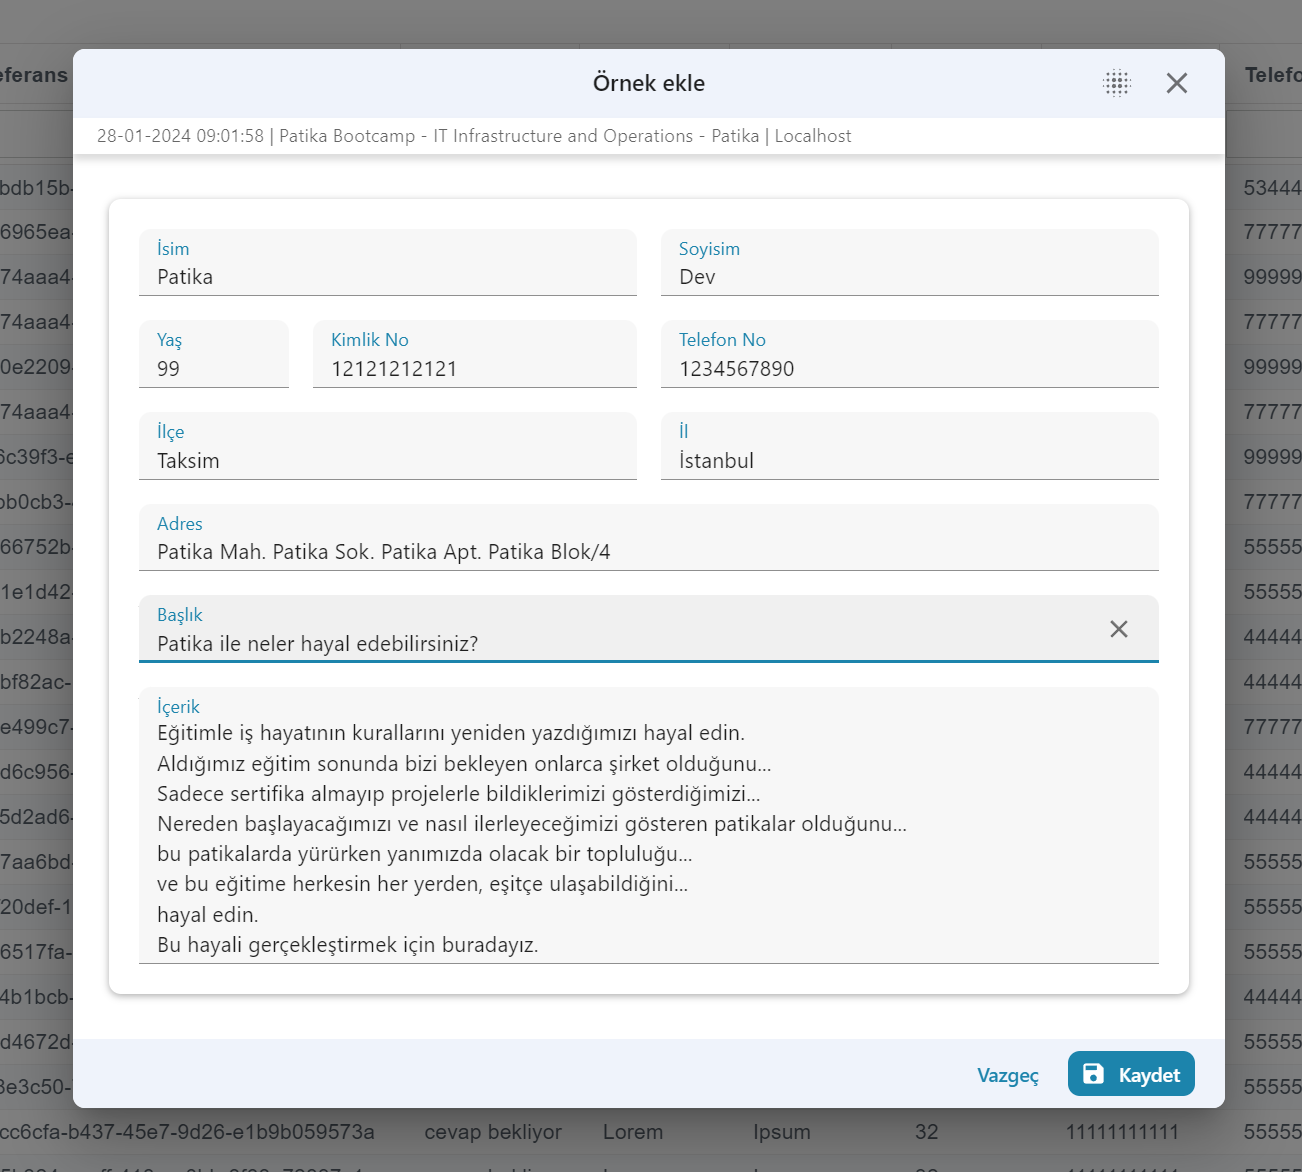 Örnek ekle
28-01-2024 09:01:58 | Patika Bootcamp - IT Infrastructure and Operations - Patika | Localhost
İsim
Patika
Soyisim
Dev
Yaş
99
Kimlik No
12121212121
Telefon No
1234567890
İlçe
Taksim
İl
İstanbul
Adres
Patika Mah. Patika Sok. Patika Apt. Patika Blok/4
Başlık
Patika ile neler hayal edebilirsiniz?
İçerik
Eğitimle iş hayatının kurallarını yeniden yazdığımızı hayal edin.
Aldığımız eğitim sonunda bizi bekleyen onlarca şirket olduğunu...
Sadece sertifika almayıp projelerle bildiklerimizi gösterdiğimizi...
Nereden başlayacağımızı ve nasıl ilerleyeceğimizi gösteren patikalar olduğunu...
bu patikalarda yürürken yanımızda olacak bir topluluğu...
ve bu eğitime herkesin her yerden, eşitçe ulaşabildiğini...
hayal edin.
Bu hayali gerçekleştirmek için buradayız.
Vazgeç
Kaydet
eferans
bdb15b-
6965ea-
74aaa4-
74aaa4-
0e2209-
74aaa4-
6c39f3-e
bb0cb3-
66752b-
1e1d42-
b2248a-
bf82ac-
e499c7-
d6c956-
5d2ad6-
7aa6bd-
20def-1
6517fa-
4b1bcb-
d4672d-
3e3c50-
Telefo
53444
77777
99999
77777
99999
77777
99999
77777
55555
55555
44444
44444
77777
44444
44444
55555
55555
55555
44444
55555
55555
cc6cfa-b437-45e7-9d26-e1b9b059573a cevap bekliyor Lorem Ipsum 32 11111111111 55555